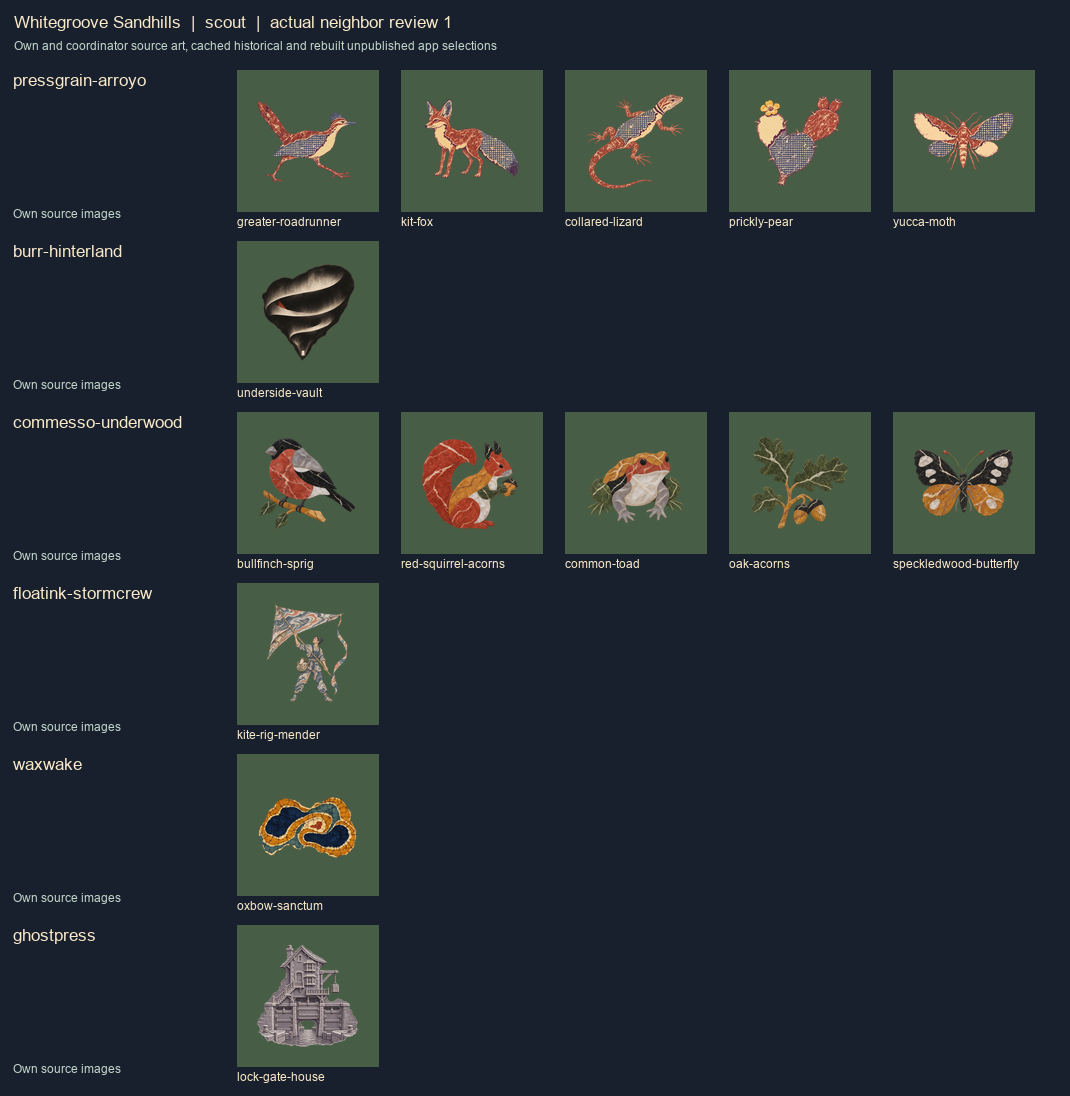 Whitegroove Sandhills | scout | actual neighbor review 1
Own and coordinator source art, cached historical and rebuilt unpublished app selections
pressgrain-arroyo
Own source images
greater-roadrunner
kit-fox
collared-lizard
prickly-pear
yucca-moth
burr-hinterland
Own source images
underside-vault
commesso-underwood
Own source images
bullfinch-sprig
red-squirrel-acorns
common-toad
oak-acorns
speckledwood-butterfly
floatink-stormcrew
Own source images
kite-rig-mender
waxwake
Own source images
oxbow-sanctum
ghostpress
Own source images
lock-gate-house